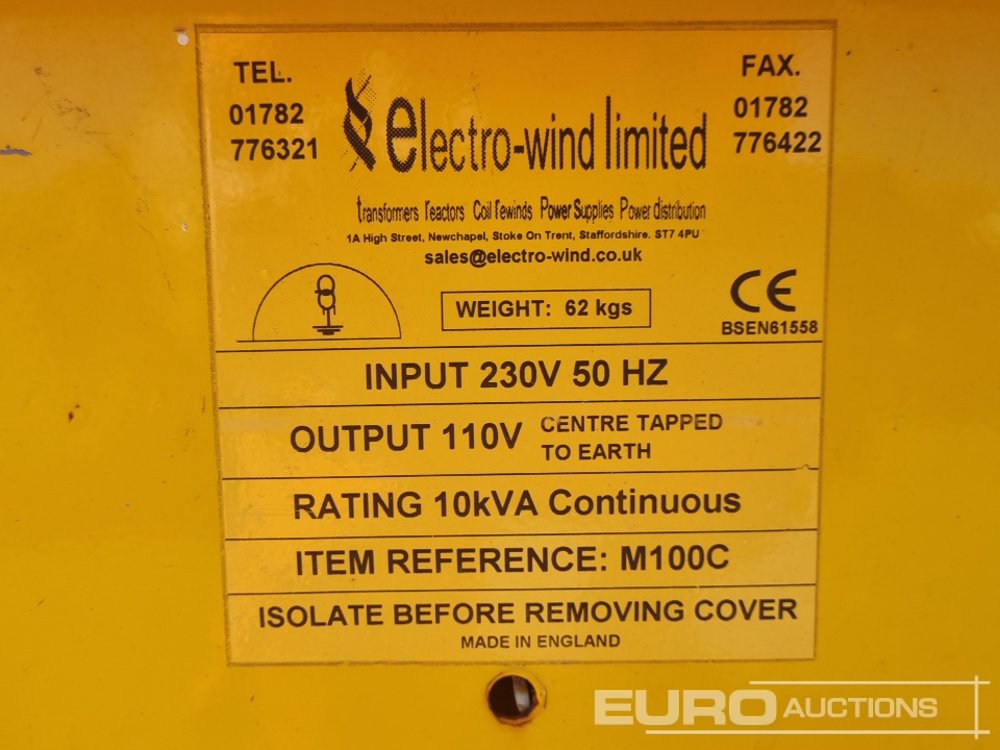 TEL.
01782
776321
electro-wind limited
FAX.
01782
776422
transformers reactors Coil rewinds Power Supplies Power distribution
1A High Street, Newchapel, Stoke On Trent, Staffordshire. ST7 4PU
sales@electro-wind.co.uk
WEIGHT: 62 kgs
CE
BSEN61558
INPUT 230V 50 HZ
OUTPUT 110V CENTRE TAPPED
TO EARTH
RATING 10kVA Continuous
ITEM REFERENCE: M100C
ISOLATE BEFORE REMOVING COVER
MADE IN ENGLAND
EURO AUCTIONS